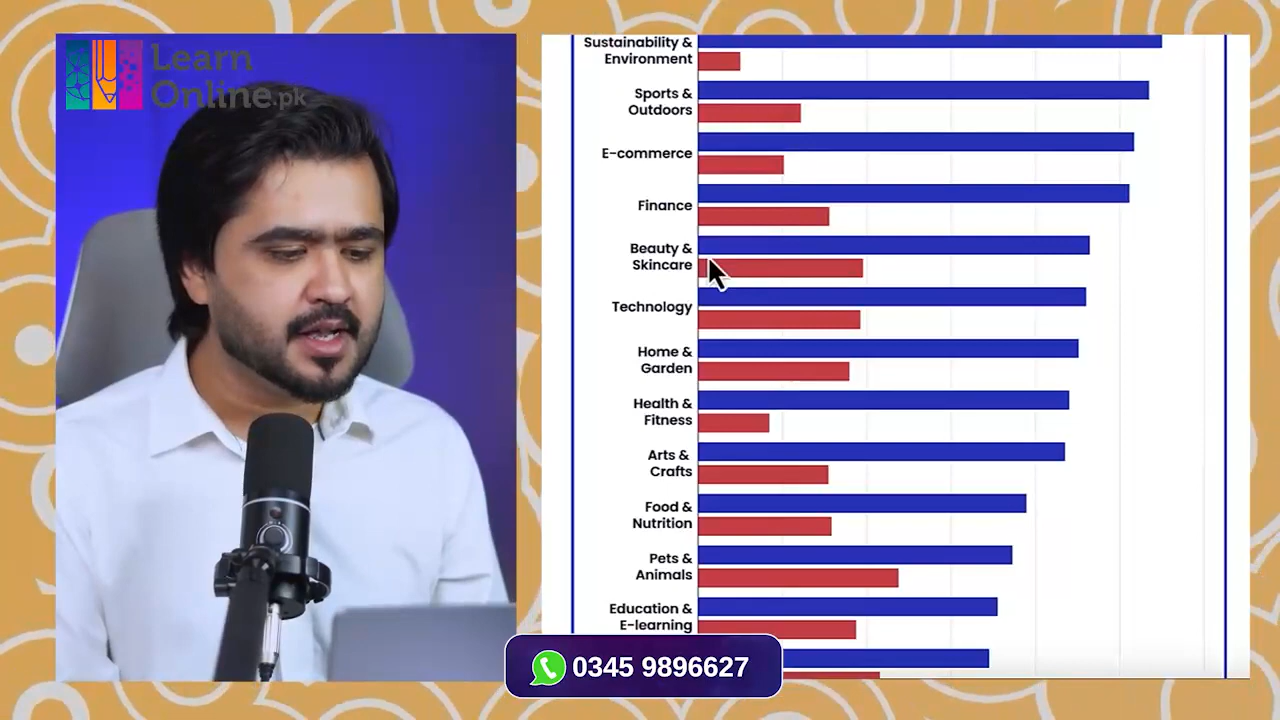 Learn
Online.pk
Sustainability &
Environment
Sports &
Outdoors
E-commerce
Finance
Beauty &
Skincare
Technology
Home &
Garden
Health &
Fitness
Arts &
Crafts
Food &
Nutrition
Pets &
Animals
Education &
E-learning
0345 9896627